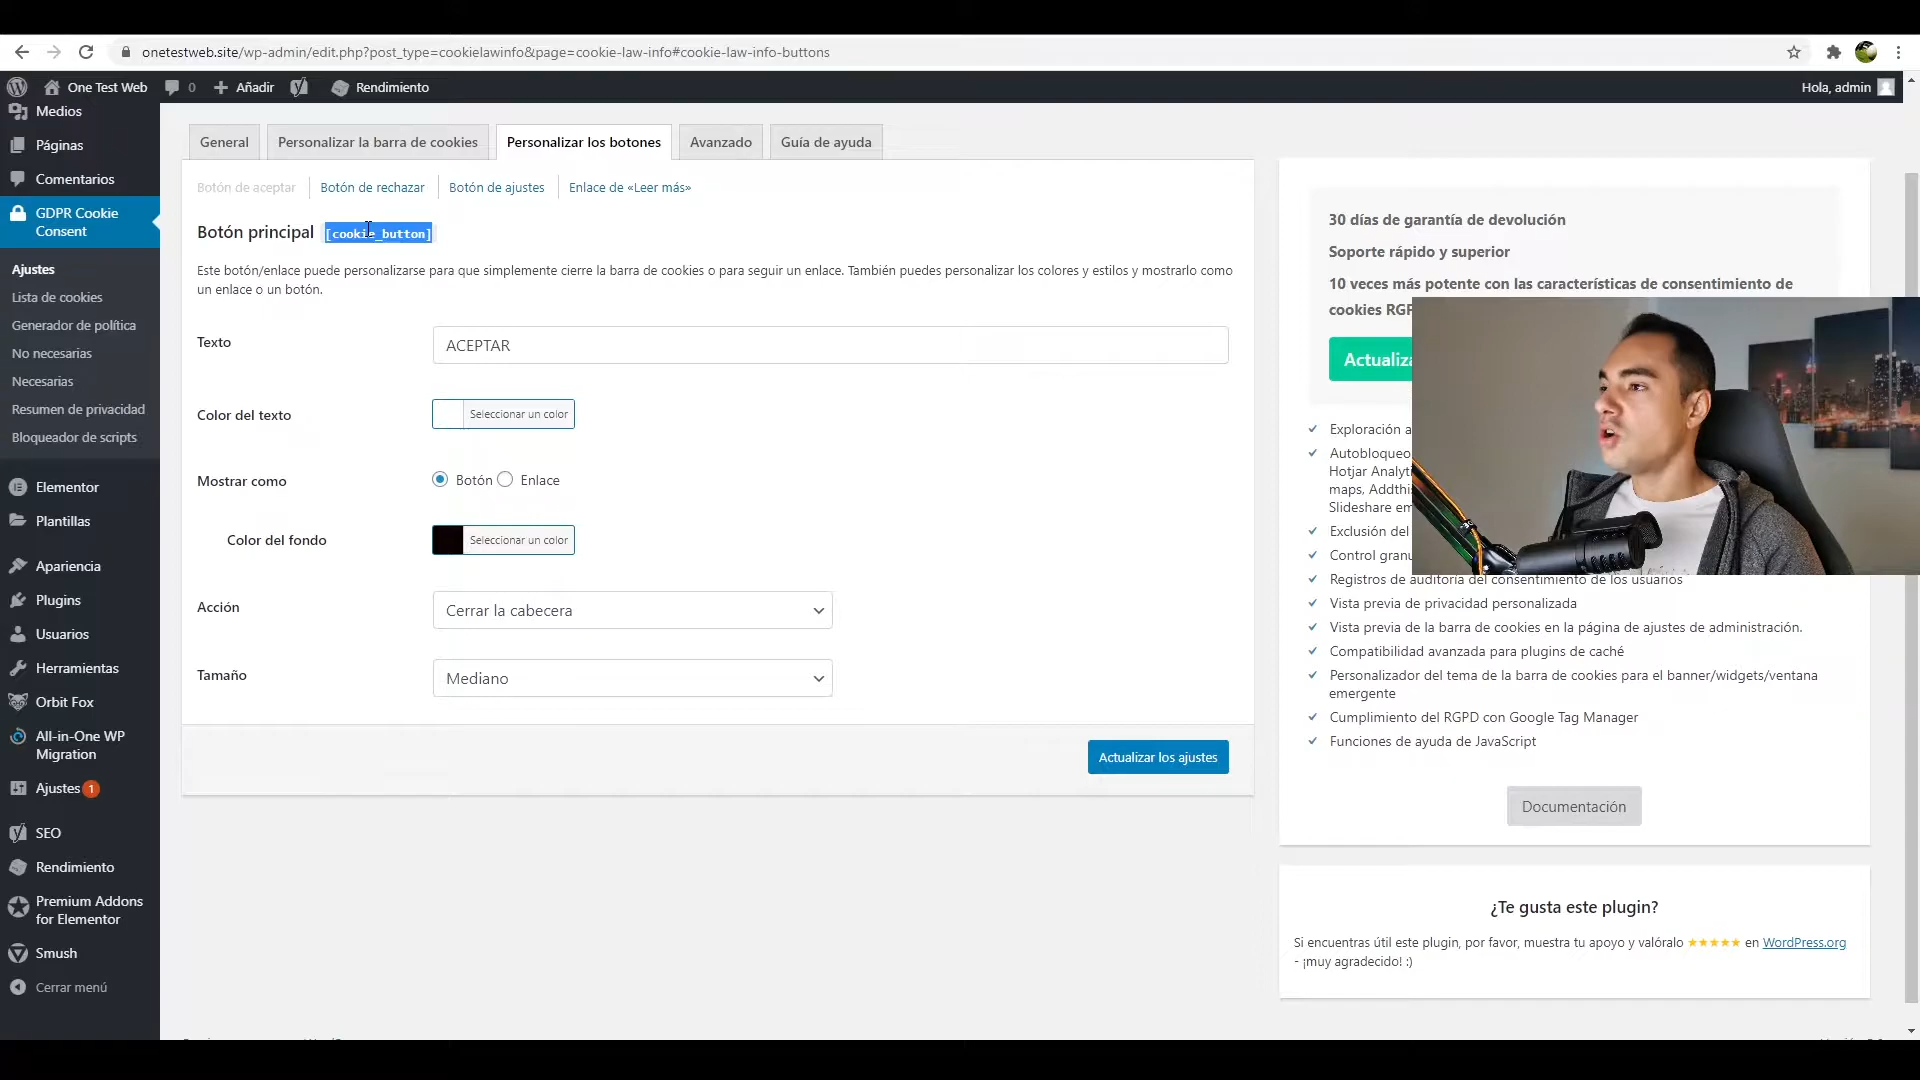 onetestweb.site/wp-admin/edit.php?post_type=cookielawinfo&page=cookie-law-info#cookie-law-info-buttons
One Test Web
0
Añadir
Rendimiento
Hola, admin
Medios
Páginas
Comentarios
GDPR Cookie
Consent
Ajustes
Lista de cookies
Generador de política
No necesarias
Necesarias
Resumen de privacidad
Bloqueador de scripts
Elementor
Plantillas
Apariencia
Plugins
Usuarios
Herramientas
Orbit Fox
All-in-One WP
Migration
Ajustes 1
SEO
Rendimiento
Premium Addons
for Elementor
Smush
Cerrar menú
General
Personalizar la barra de cookies
Personalizar los botones
Avanzado
Guía de ayuda
Botón de aceptar
Botón de rechazar
Botón de ajustes
Enlace de «Leer más»
Botón principal [cookie_button]
Este botón/enlace puede personalizarse para que simplemente cierre la barra de cookies o para seguir un enlace. También puedes personalizar los colores y estilos y mostrarlo como
un enlace o un botón.
Texto
ACEPTAR
Color del texto
Seleccionar un color
Mostrar como
Botón
Enlace
Color del fondo
Seleccionar un color
Acción
Cerrar la cabecera
Tamaño
Mediano
Actualizar los ajustes
30 días de garantía de devolución
Soporte rápido y superior
10 veces más potente con las características de consentimiento de
cookies RGP
Actualiza
Exploración a
Autobloqueo
Hotjar Analyti
maps, Addthis
Slideshare em
Exclusión del
Control granu
Registros de auditoría del consentimiento de los usuarios
Vista previa de privacidad personalizada
Vista previa de la barra de cookies en la página de ajustes de administración.
Compatibilidad avanzada para plugins de caché
Personalizador del tema de la barra de cookies para el banner/widgets/ventana
emergente
Cumplimiento del RGPD con Google Tag Manager
Funciones de ayuda de JavaScript
Documentación
¿Te gusta este plugin?
Si encuentras útil este plugin, por favor, muestra tu apoyo y valóralo ★★★★★ en WordPress.org
- ¡muy agradecido! :)